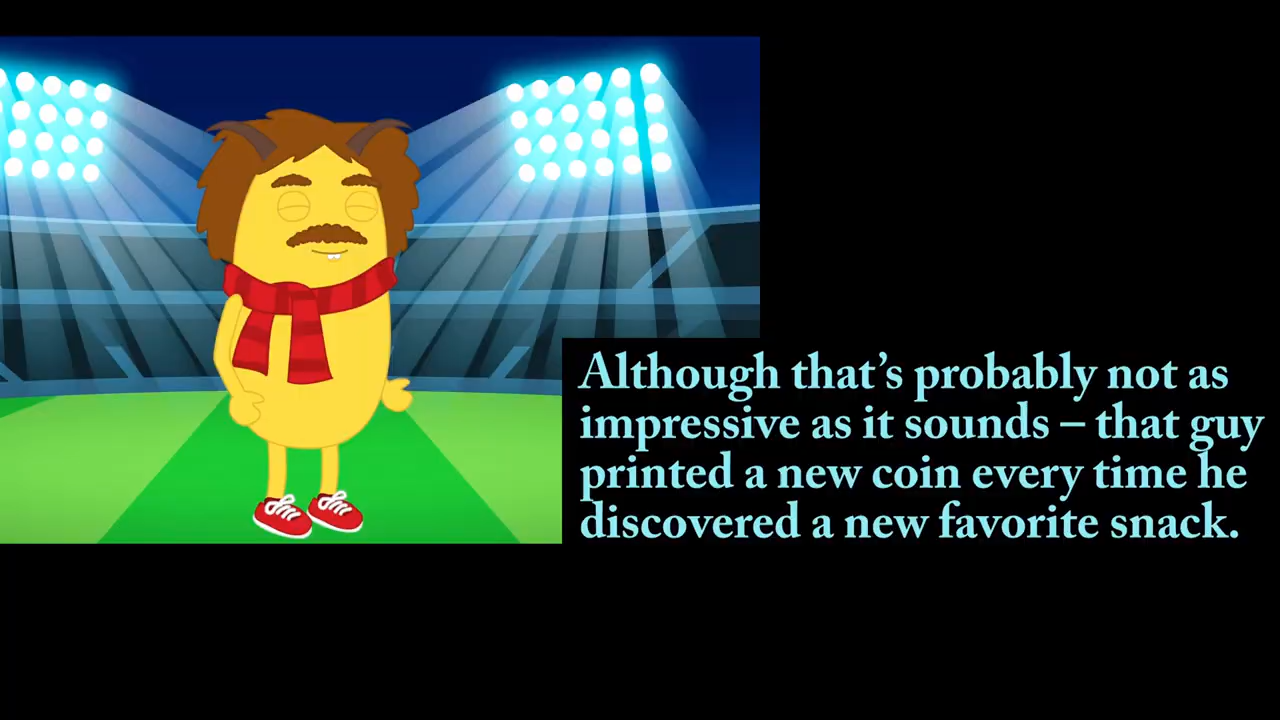 Although that’s probably not as
impressive as it sounds – that guy
printed a new coin every time he
discovered a new favorite snack.